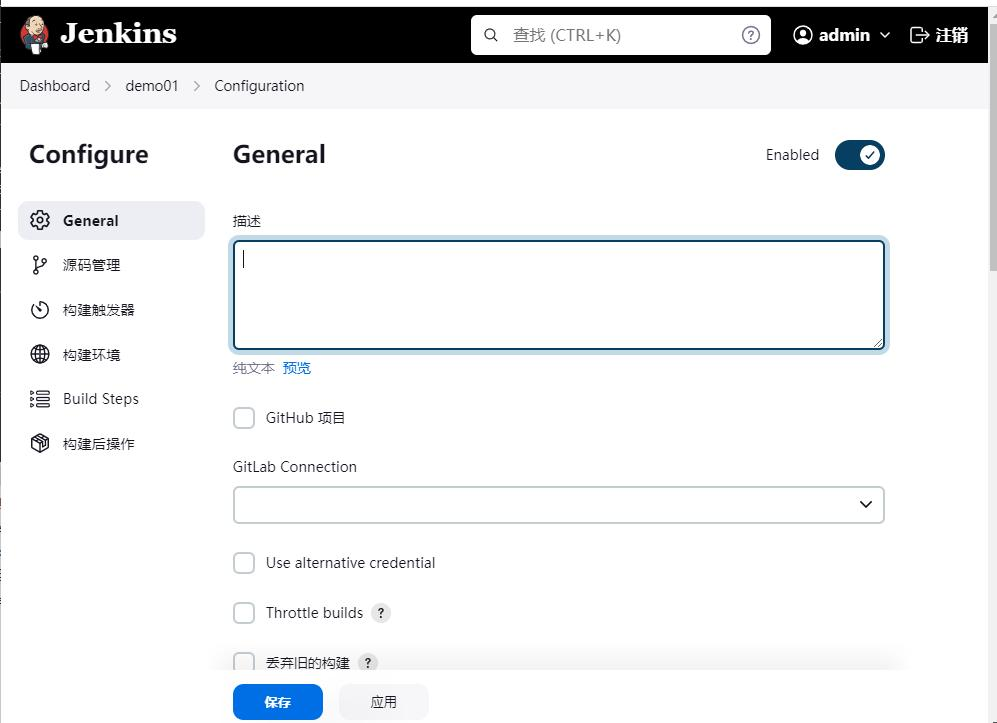 Jenkins
查找 (CTRL+K)
?
admin
注销
Dashboard > demo01 > Configuration
Configure
General
源码管理
构建触发器
构建环境
Build Steps
构建后操作
General
Enabled
描述
纯文本 预览
GitHub 项目
GitLab Connection
Use alternative credential
Throttle builds ?
丢弃旧的构建 ?
保存
应用